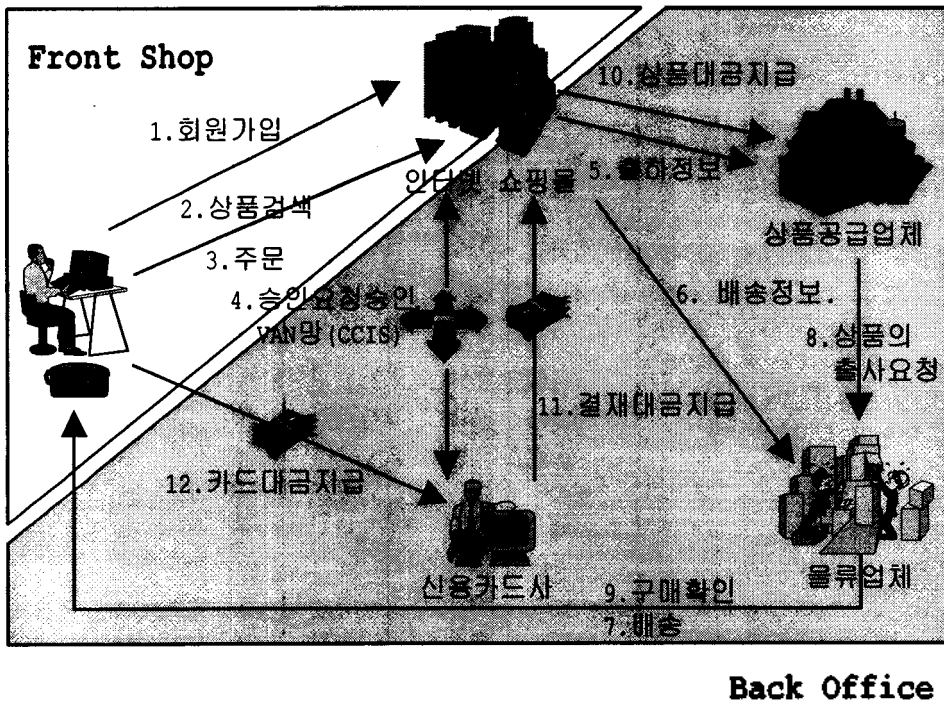 Front Shop
10.상품대금지급
1.회원가입
인터넷 쇼핑몰
5.출하정보
2.상품검색
상품공급업체
3.주문
4.승인요청승인
VAN망(CCIS)
6. 배송정보.
8.상품의
출사요청
11.결재대금지급
12.카드대금지급
신용카드사
물류업체
9.구매확인
7.배송
Back Office